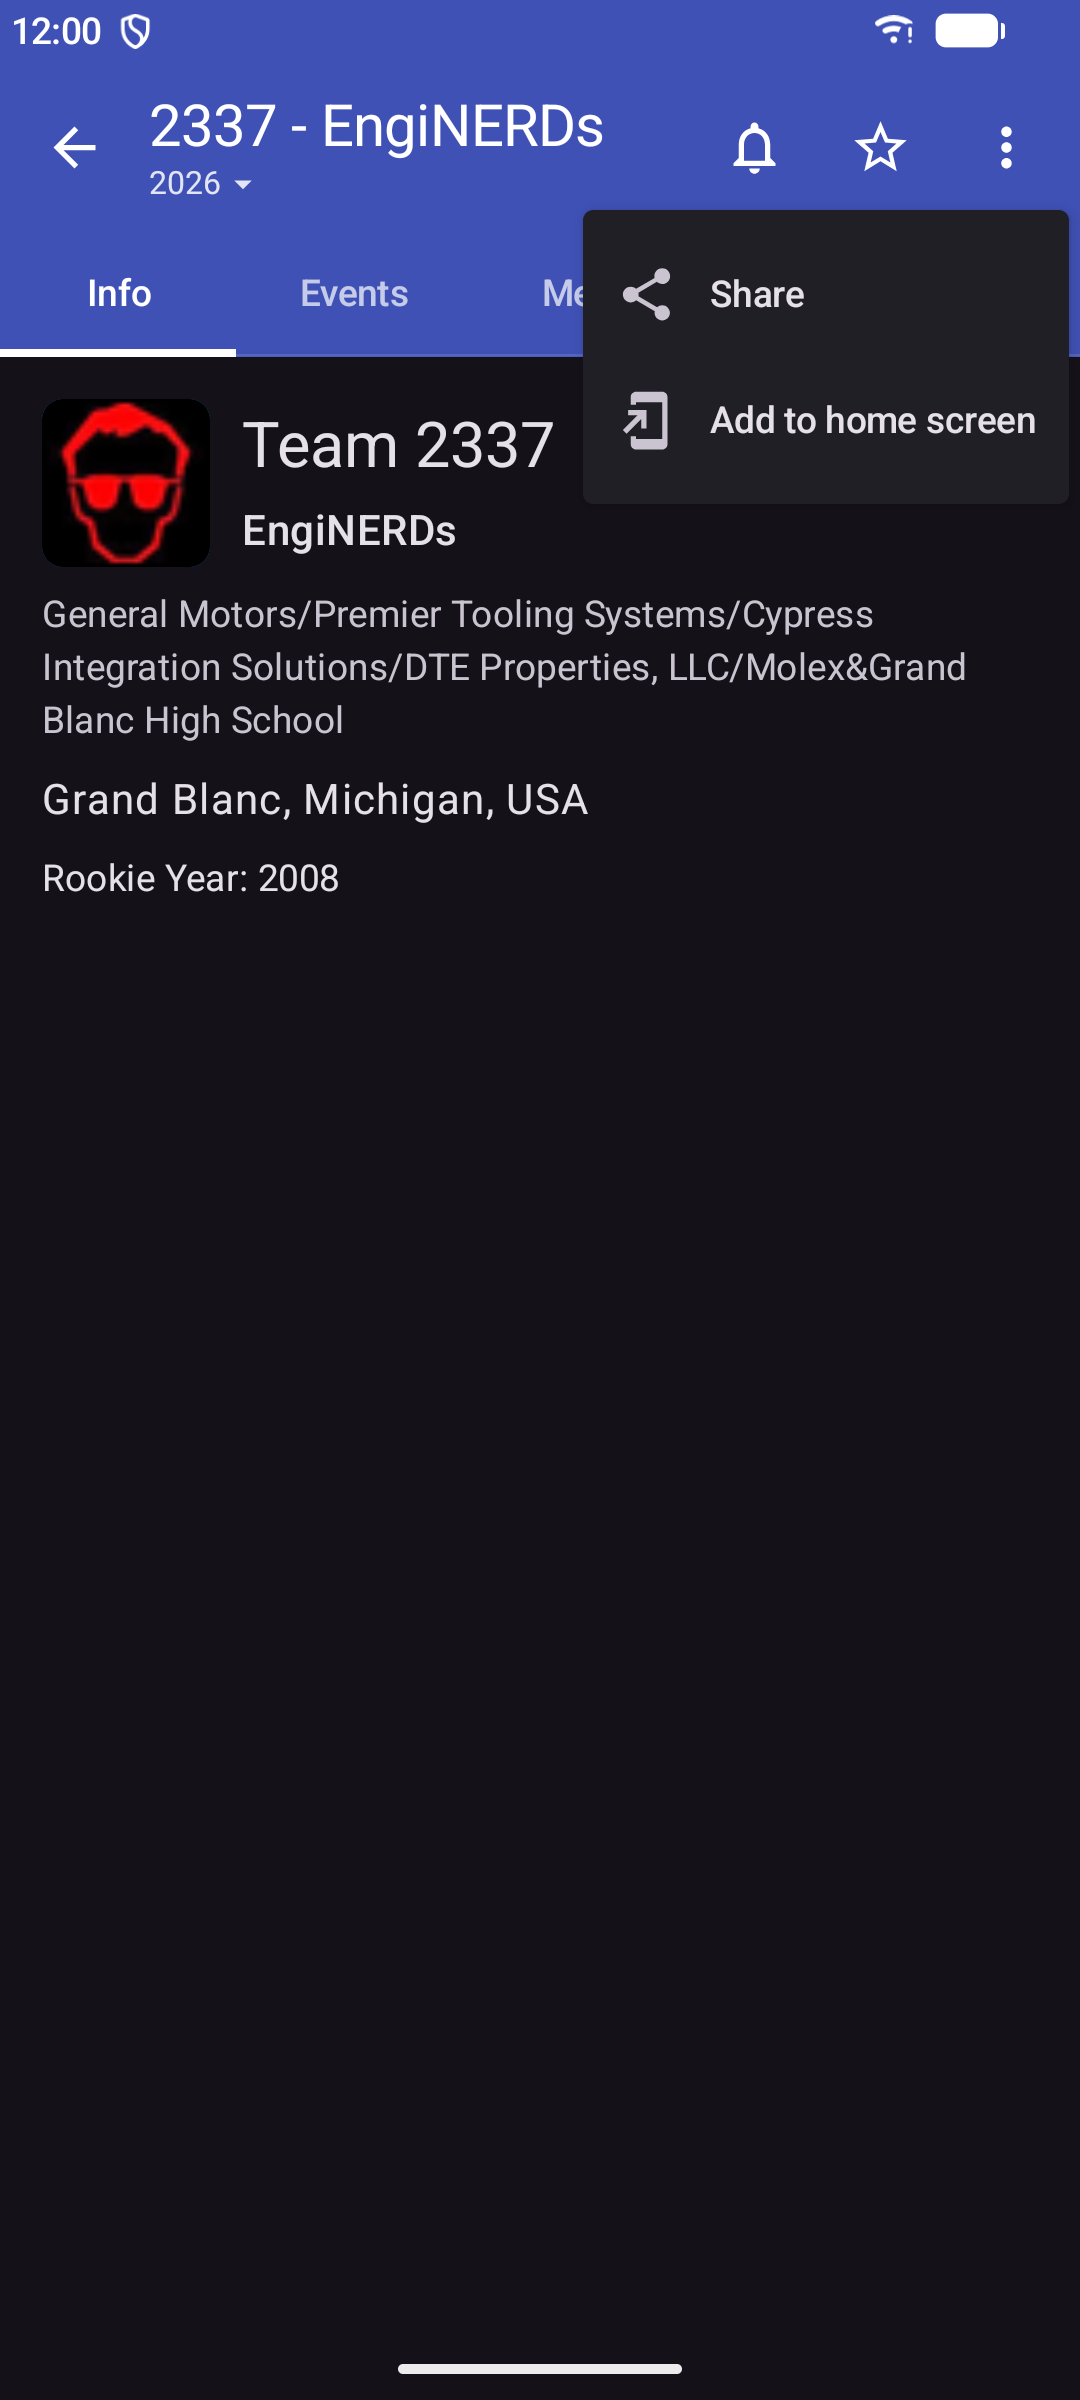 12:00
2337 - EngiNERDs
2026
Info
Events
Me
Share
Add to home screen
Team 2337
EngiNERDs
General Motors/Premier Tooling Systems/Cypress
Integration Solutions/DTE Properties, LLC/Molex&Grand
Blanc High School
Grand Blanc, Michigan, USA
Rookie Year: 2008